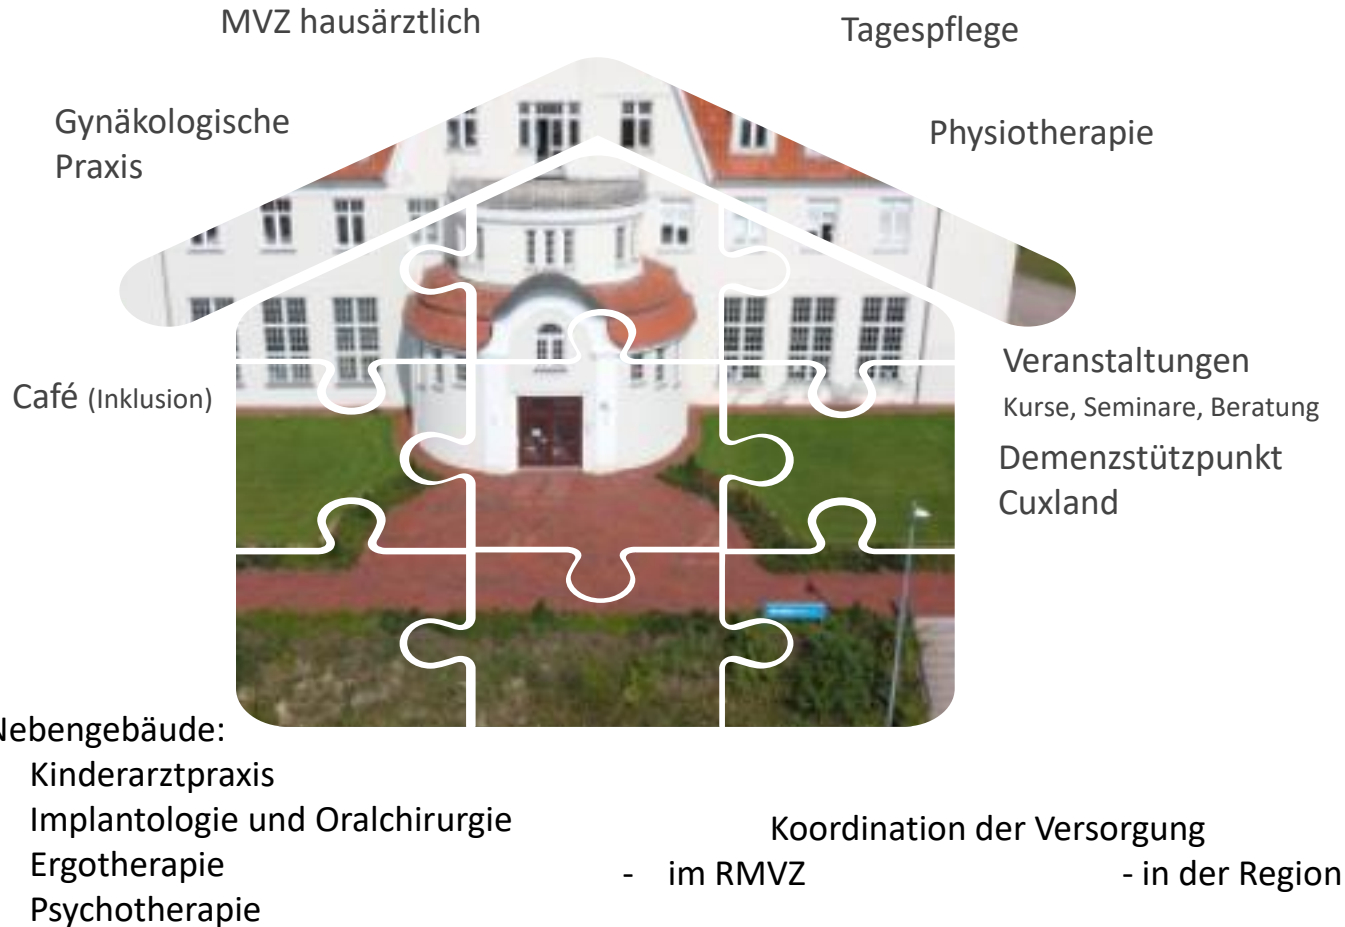 MVZ hausärztlich
Tagespflege
Gynäkologische
Praxis
Physiotherapie
Café (Inklusion)
Veranstaltungen
Kurse, Seminare, Beratung
Demenzstützpunkt
Cuxland
Nebengebäude:
Kinderarztpraxis
Implantologie und Oralchirurgie
Ergotherapie
Psychotherapie
Koordination der Versorgung
- im RMVZ - in der Region